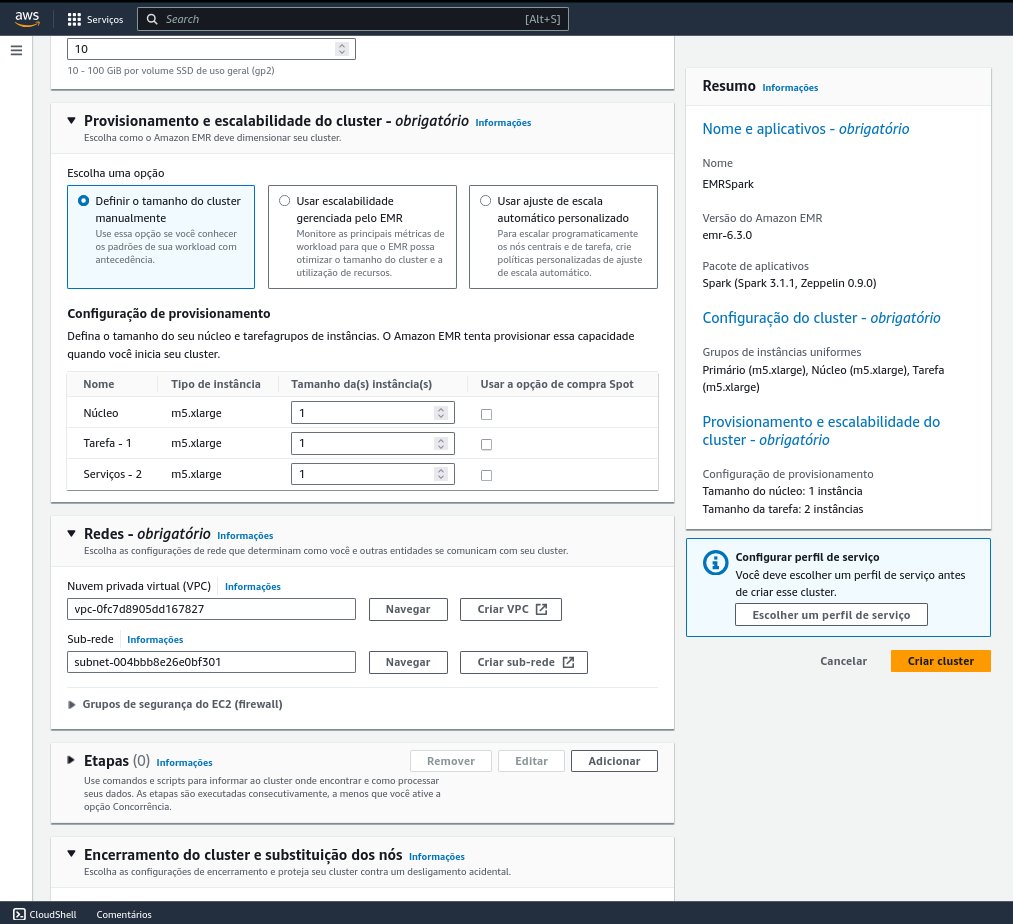 aws
Serviços
Search
[Alt+S]
10
10 - 100 GiB por volume SSD de uso geral (gp2)
Provisionamento e escalabilidade do cluster - obrigatório Informações
Escolha como o Amazon EMR deve dimensionar seu cluster.
Escolha uma opção
Definir o tamanho do cluster
manualmente
Use essa opção se você conhecer
os padrões de sua workload com
antecedência.
Usar escalabilidade
gerenciada pelo EMR
Monitore as principais métricas de
workload para que o EMR possa
otimizar o tamanho do cluster e a
utilização de recursos.
Usar ajuste de escala
automático personalizado
Para escalar programaticamente
os nós centrais e de tarefa, crie
políticas personalizadas de ajuste
de escala automático.
Configuração de provisionamento
Defina o tamanho do seu núcleo e tarefagrupos de instâncias. O Amazon EMR tenta provisionar essa capacidade
quando você inicia seu cluster.
Nome Tipo de instância Tamanho da(s) instância(s) Usar a opção de compra Spot
Núcleo m5.xlarge 1
Tarefa - 1 m5.xlarge 1
Serviços - 2 m5.xlarge 1
Redes - obrigatório Informações
Escolha as configurações de rede que determinam como você e outras entidades se comunicam com seu cluster.
Nuvem privada virtual (VPC) Informações
vpc-0fc7d8905dd167827 Navegar Criar VPC
Sub-rede Informações
subnet-004bbb8e26e0bf301 Navegar Criar sub-rede
Grupos de segurança do EC2 (firewall)
Etapas (0) Informações Remover Editar Adicionar
Use comandos e scripts para informar ao cluster onde encontrar e como processar
seus dados. As etapas são executadas consecutivamente, a menos que você ative a
opção Concorrência.
Encerramento do cluster e substituição dos nós Informações
Escolha as configurações de encerramento e proteja seu cluster contra um desligamento acidental.
Resumo Informações
Nome e aplicativos - obrigatório
Nome
EMRSpark
Versão do Amazon EMR
emr-6.3.0
Pacote de aplicativos
Spark (Spark 3.1.1, Zeppelin 0.9.0)
Configuração do cluster - obrigatório
Grupos de instâncias uniformes
Primário (m5.xlarge), Núcleo (m5.xlarge), Tarefa
(m5.xlarge)
Provisionamento e escalabilidade do
cluster - obrigatório
Configuração de provisionamento
Tamanho do núcleo: 1 instância
Tamanho da tarefa: 2 instâncias
Configurar perfil de serviço
Você deve escolher um perfil de serviço antes
de criar esse cluster.
Escolher um perfil de serviço
Cancelar Criar cluster
CloudShell Comentários